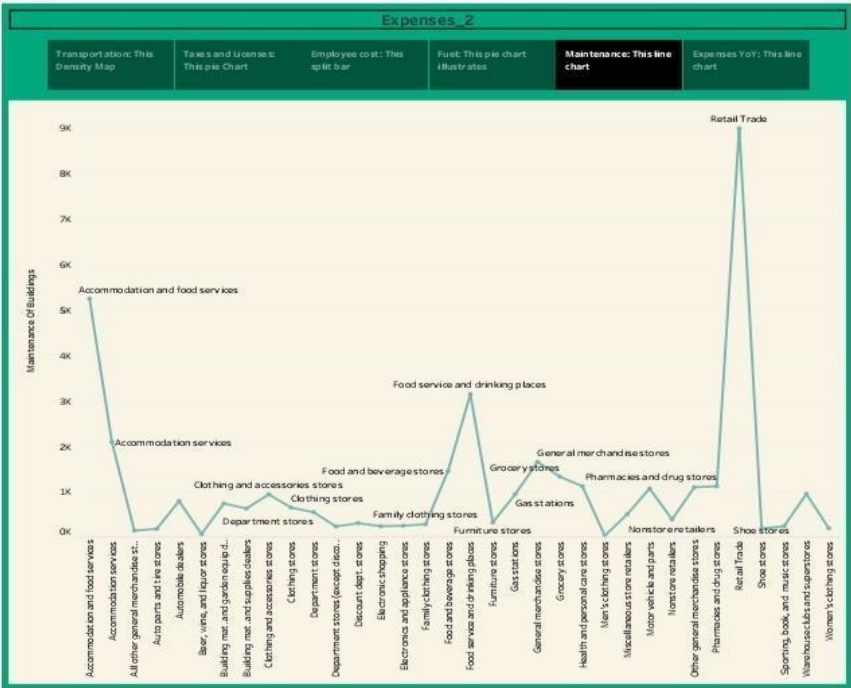 Expenses_2
Transportation: This
Density Map
Taxes and Licenses:
This pie Chart
Employee cost: This
split bar
Fuel: This pie chart
illustrates
Maintenance: This line
chart
Expenses YoY: This line
chart
Retail Trade
9K
8K
7K
6K
Accommodation and food services
5K
4K
Food service and drinking places
3K
Accommodation services
2K
General merchandise stores
Grocery stores
Food and beverage stores
Pharmacies and drug stores
Clothing and accessories stores
1K
Clothing stores
Gas stations
Family clothing stores
Department stores
Furniture stores
Nonstore retailers
Shoe stores
0K
Maintenance Of Buildings
Accommodation and food services
Accommodation services
All other general merchandise st..
Auto parts and tire stores
Automobile dealers
Beer, wine, and liquor stores
Building mat. and garden equip d..
Building mat. and supplies dealers
Clothing and accessories stores
Clothing stores
Department stores
Department stores (except disco..
Discount dept. stores
Electronic shopping
Electronics and appliance stores
Family clothing stores
Food and beverage stores
Food service and drinking places
Furniture stores
Gas stations
General merchandise stores
Grocery stores
Health and personal care stores
Men's clothing stores
Miscellaneous store retailers
Motor vehicle and parts
Nonstore retailers
Other general merchandise stores
Pharmacies and drug stores
Retail Trade
Shoe stores
Sporting, book, and music stores
Warehouse clubs and superstores
Women's clothing stores